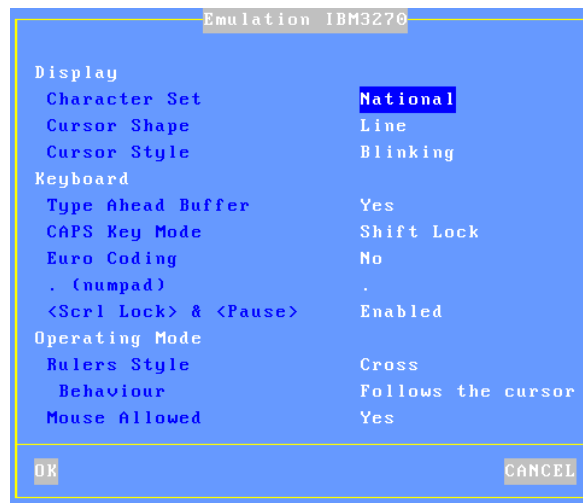 Emulation IBM3270
Display
Character Set National
Cursor Shape Line
Cursor Style Blinking
Keyboard
Type Ahead Buffer Yes
CAPS Key Mode Shift Lock
Euro Coding No
. (numpad) .
<Scrl Lock> & <Pause> Enabled
Operating Mode
Rulers Style Cross
Behaviour Follows the cursor
Mouse Allowed Yes
OK CANCEL